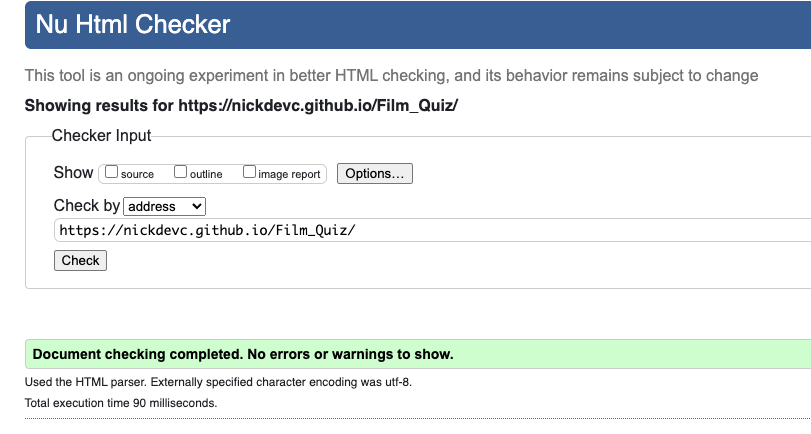 Nu Html Checker
This tool is an ongoing experiment in better HTML checking, and its behavior remains subject to change
Showing results for https://nickdevc.github.io/Film_Quiz/
Checker Input
Show source outline image report Options...
Check by address
https://nickdevc.github.io/Film_Quiz/
Check
Document checking completed. No errors or warnings to show.
Used the HTML parser. Externally specified character encoding was utf-8.
Total execution time 90 milliseconds.